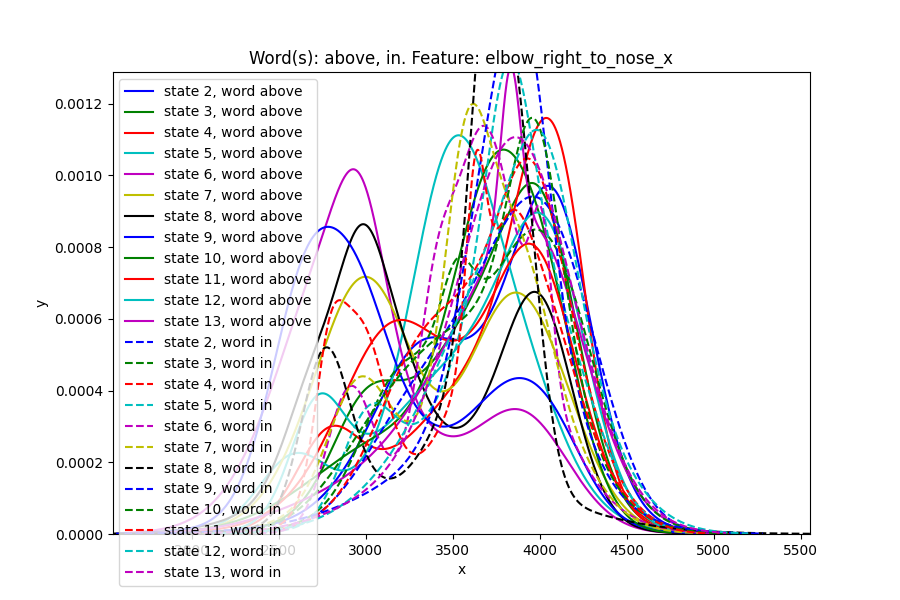 Word(s): above, in. Feature: elbow_right_to_nose_x
y
0.0012
0.0010
0.0008
0.0006
0.0004
0.0002
0.0000
state 2, word above
state 3, word above
state 4, word above
state 5, word above
state 6, word above
state 7, word above
state 8, word above
state 9, word above
state 10, word above
state 11, word above
state 12, word above
state 13, word above
state 2, word in
state 3, word in
state 4, word in
state 5, word in
state 6, word in
state 7, word in
state 8, word in
state 9, word in
state 10, word in
state 11, word in
state 12, word in
state 13, word in
2500 3000 3500 4000 4500 5000 5500
x